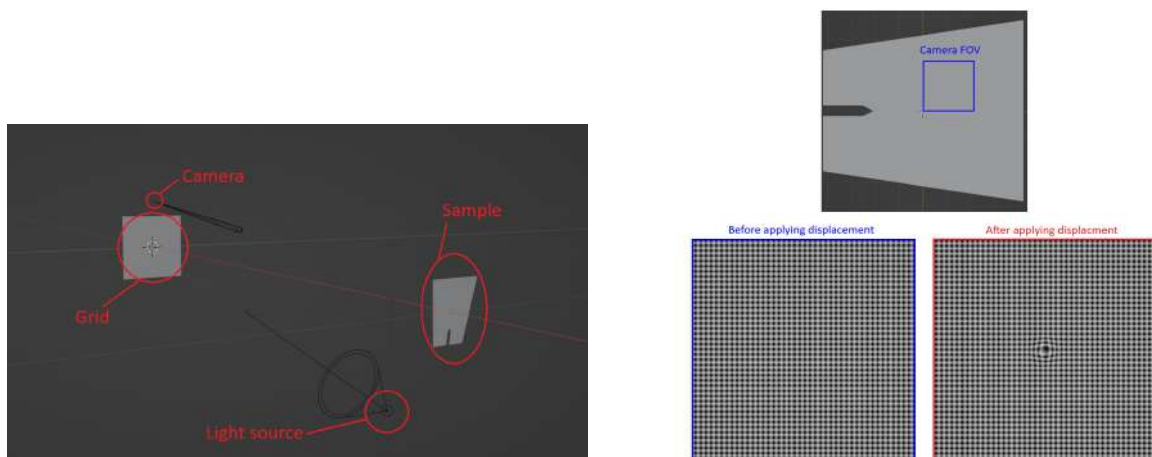 Camera
Sample
Grid
Light source
Camera FOV
Before applying displacement
After applying displacment